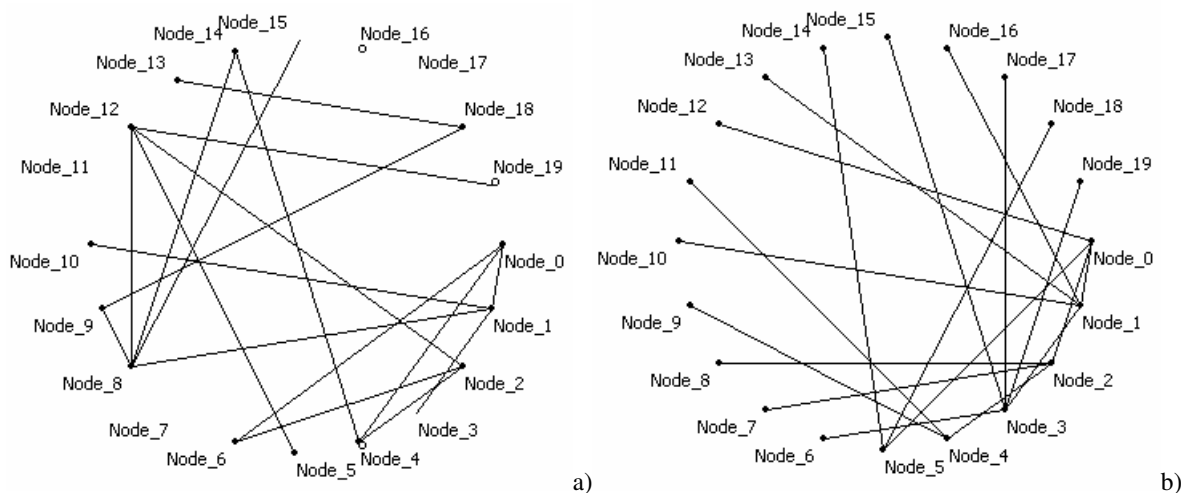 Node_15
Node_14
Node_16
Node_13
Node_17
Node_12
Node_18
Node_11
Node_19
Node_10
Node_0
Node_9
Node_1
Node_8
Node_2
Node_7
Node_3
Node_6
Node_5
Node_4
a)
Node_15
Node_14
Node_16
Node_13
Node_17
Node_12
Node_18
Node_11
Node_19
Node_10
Node_0
Node_9
Node_1
Node_8
Node_2
Node_7
Node_3
Node_6
Node_5
Node_4
b)